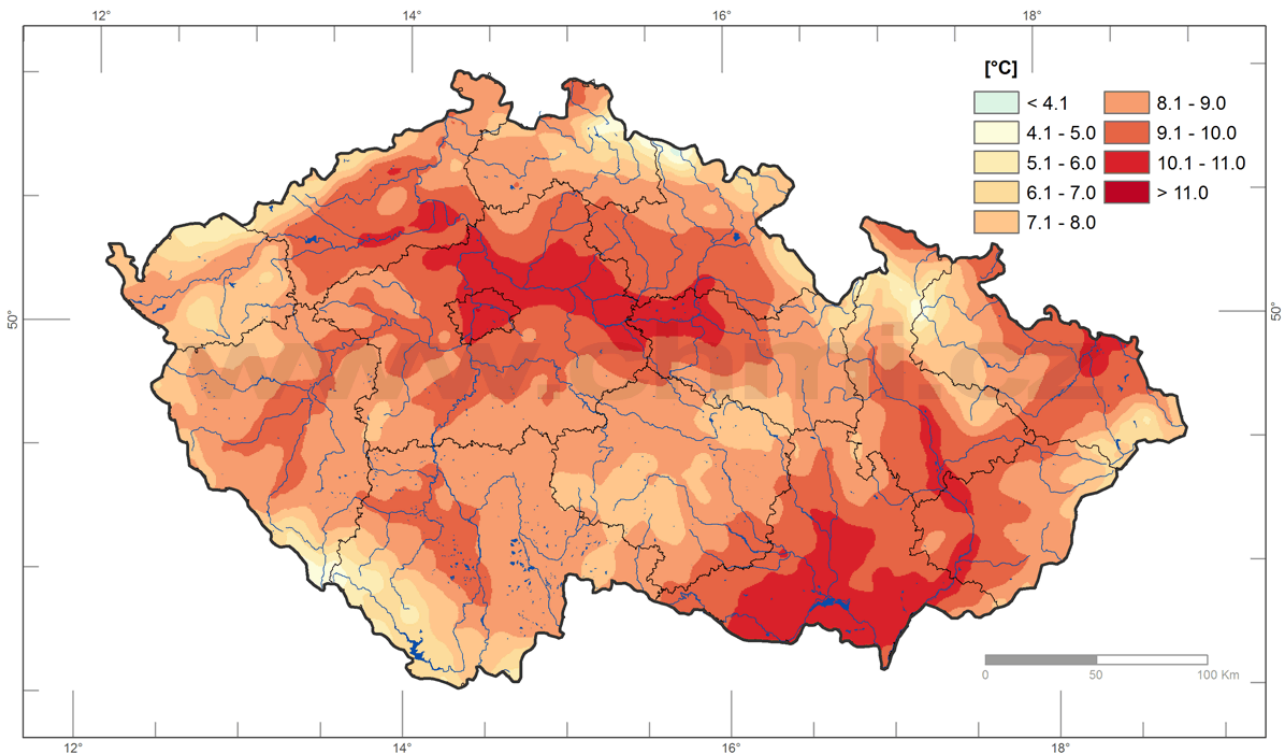 12° 14° 16° 18°
[°C]
< 4.1 8.1 - 9.0
4.1 - 5.0 9.1 - 10.0
5.1 - 6.0 10.1 - 11.0
6.1 - 7.0 > 11.0
7.1 - 8.0
50° 50°
www.chmi.cz
0 50 100 Km
12° 14° 16° 18°